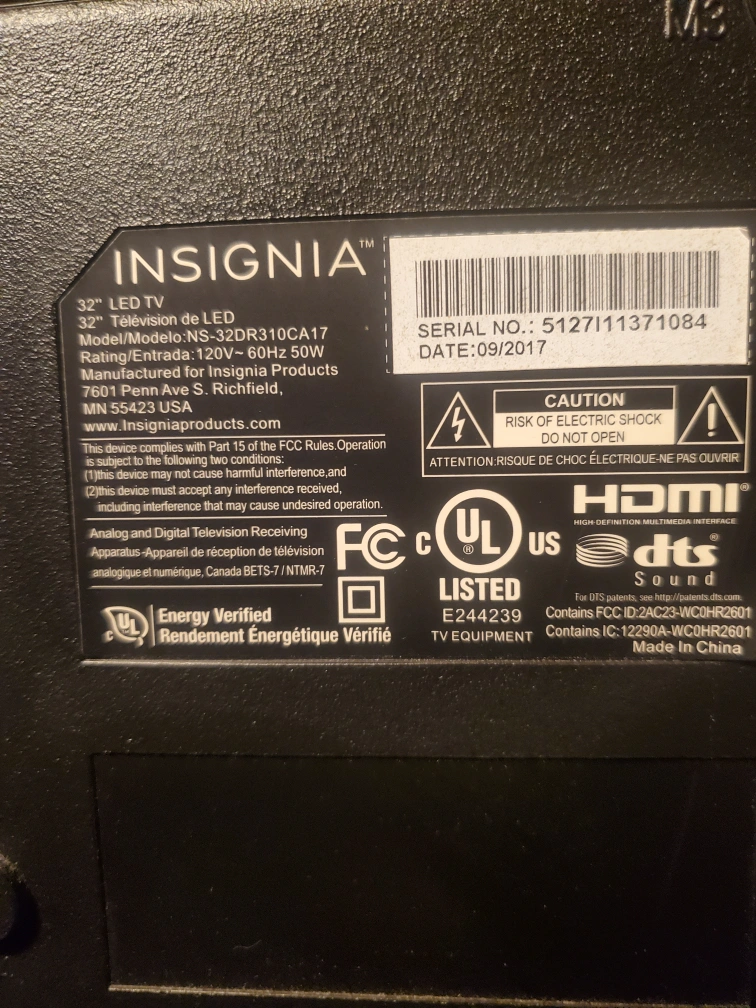 M3
INSIGNIA™
32" LED TV
32" Télévision de LED
Model/Modelo:NS-32DR310CA17
Rating/Entrada:120V~ 60Hz 50W
Manufactured for Insignia Products
7601 Penn Ave S. Richfield,
MN 55423 USA
www.Insigniaproducts.com
This device complies with Part 15 of the FCC Rules.Operation
is subject to the following two conditions:
(1)this device may not cause harmful interference,and
(2)this device must accept any interference received,
including interference that may cause undesired operation.
Analog and Digital Television Receiving
Apparatus-Appareil de réception de télévision
analogique et numérique, Canada BETS-7 / NTMR-7
FC
C UL ® Energy Verified
Rendement Énergétique Vérifié
SERIAL NO.: 5127I11371084
DATE:09/2017
CAUTION
RISK OF ELECTRIC SHOCK
DO NOT OPEN
ATTENTION:RISQUE DE CHOC ÉLECTRIQUE-NE PAS OUVRIR
C UL ® US
LISTED
E244239
TV EQUIPMENT
HDMI®
HIGH-DEFINITION MULTIMEDIA INTERFACE
dts®
Sound
For DTS patents, see http://patents.dts.com.
Contains FCC ID:2AC23-WC0HR2601
Contains IC:12290A-WC0HR2601
Made In China